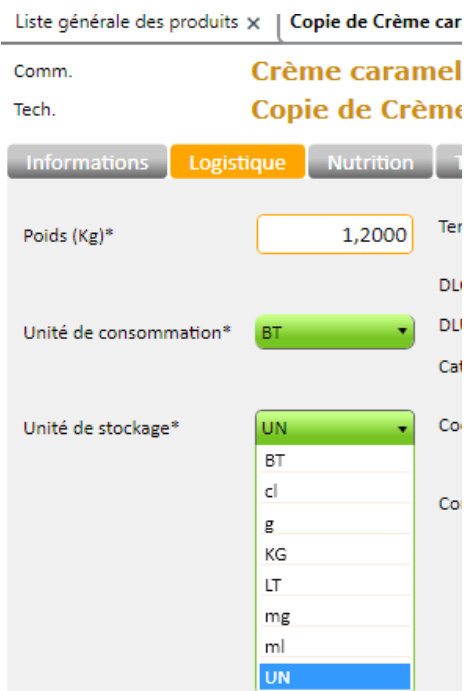 Liste générale des produits x Copie de Crème car
Comm. Crème caramel
Tech. Copie de Crème
Informations Logistique Nutrition
Poids (Kg)* 1,2000
Unité de consommation* BT
Unité de stockage* UN
BT
cl
g
KG
LT
mg
ml
UN